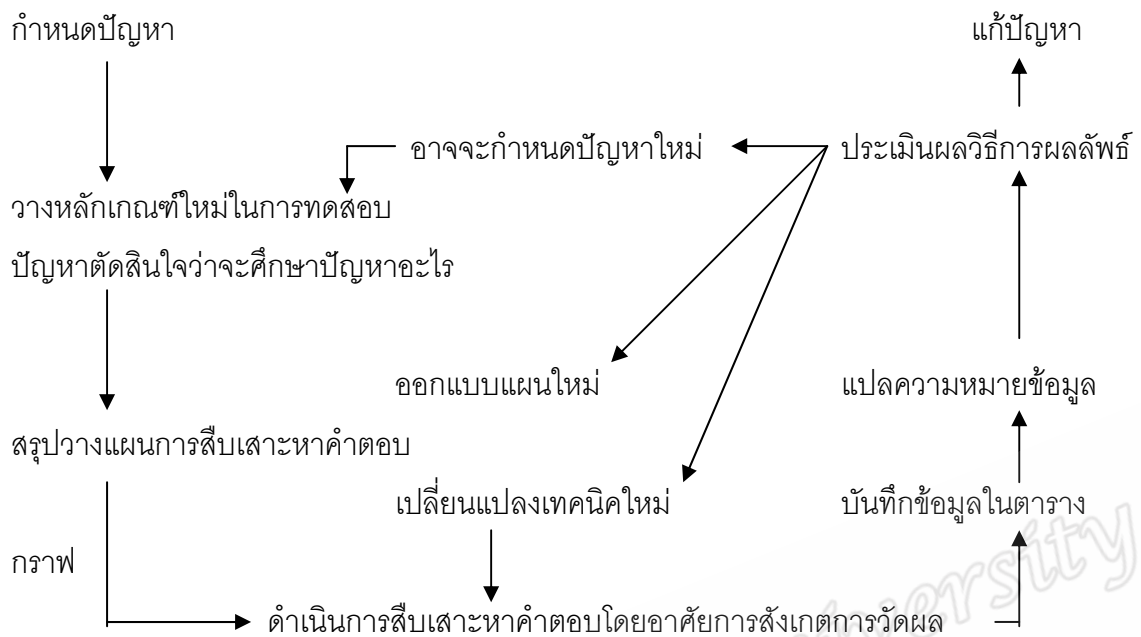 กำหนดปัญหา แก้ปัญหา
อาจจะกำหนดปัญหาใหม่ ประเมินผลวิธีการผลลัพธ์
วางหลักเกณฑ์ใหม่ในการทดสอบ
ปัญหาตัดสินใจว่าจะศึกษาปัญหาอะไร
ออกแบบแผนใหม่ แปลความหมายข้อมูล
สรุปวางแผนการสืบเสาะหาคำตอบ
เปลี่ยนแปลงเทคนิคใหม่ บันทึกข้อมูลในตาราง
กราฟ
ดำเนินการสืบเสาะหาคำตอบโดยอาศัยการสังเกตการวัดผล